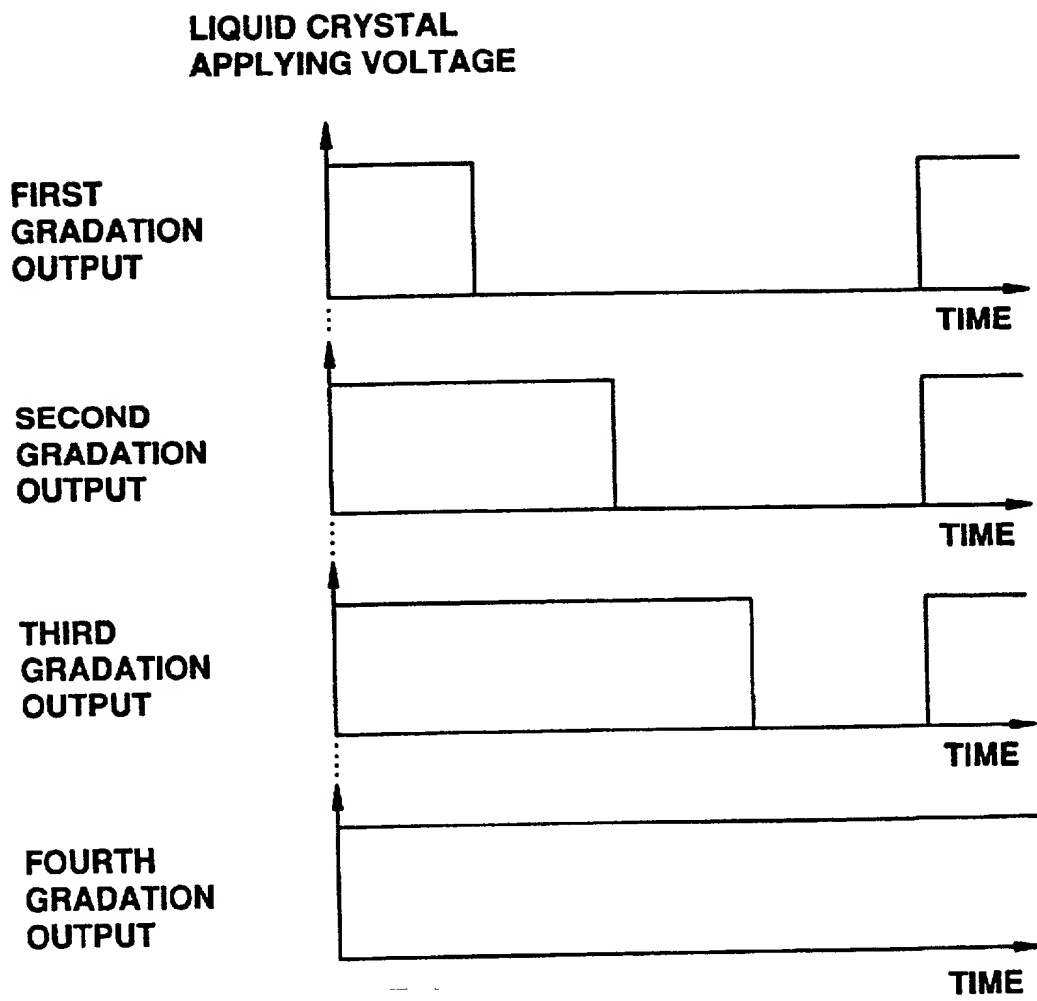 LIQUID CRYSTAL
APPLYING VOLTAGE
FIRST
GRADATION
OUTPUT
TIME
SECOND
GRADATION
OUTPUT
TIME
THIRD
GRADATION
OUTPUT
TIME
FOURTH
GRADATION
OUTPUT
TIME